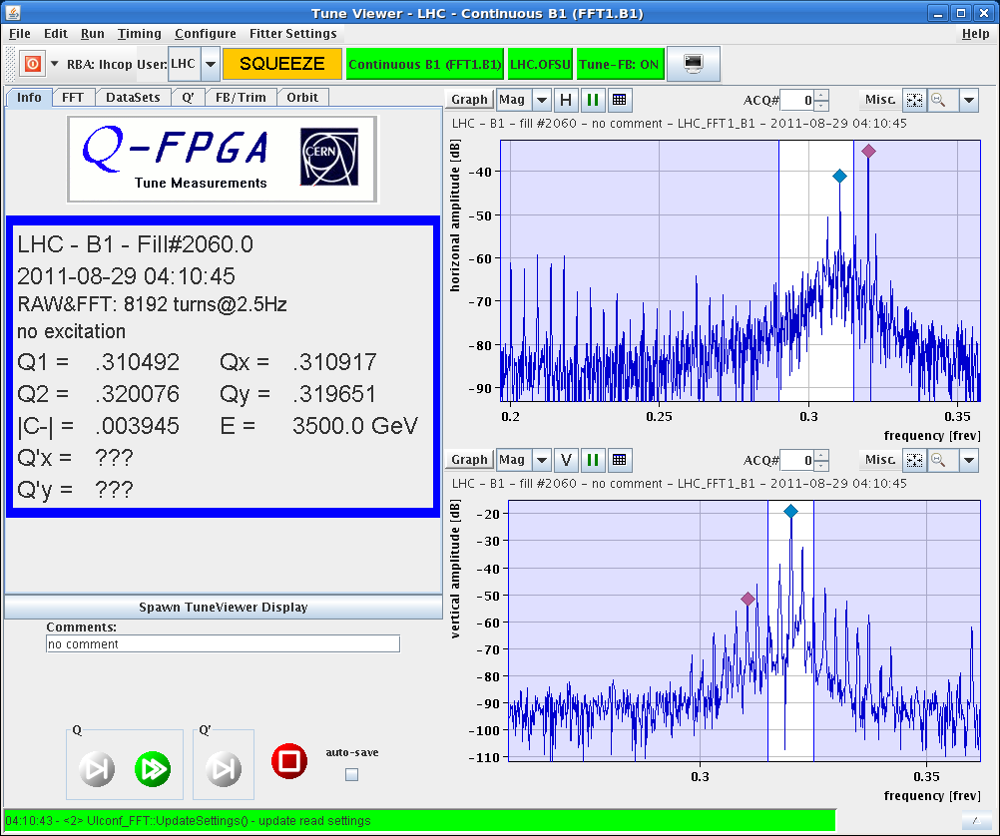 Tune Viewer - LHC - Continuous B1 (FFT1.B1)
File Edit Run Timing Configure Fitter Settings Help
RBA: lhcop User: LHC SQUEEZE Continuous B1 (FFT1.B1) LHC.OFSU Tune-FB: ON
Info FFT DataSets Q' FB/Trim Orbit
Q-FPGA
Tune Measurements
CERN
LHC - B1 - Fill#2060.0
2011-08-29 04:10:45
RAW&FFT: 8192 turns@2.5Hz
no excitation
Q1 = .310492 Qx = .310917
Q2 = .320076 Qy = .319651
|C-| = .003945 E = 3500.0 GeV
Q'x = ???
Q'y = ???
Spawn TuneViewer Display
Comments:
no comment
Q
Q'
auto-save
Graph Mag H ACQ# 0 Misc.
LHC - B1 - fill #2060 - no comment - LHC_FFT1_B1 - 2011-08-29 04:10:45
horizonal amplitude [dB]
-40
-50
-60
-70
-80
-90
0.2 0.25 0.3 0.35
frequency [frev]
Graph Mag V ACQ# 0 Misc.
LHC - B1 - fill #2060 - no comment - LHC_FFT1_B1 - 2011-08-29 04:10:45
vertical amplitude [dB]
-20
-30
-40
-50
-60
-70
-80
-90
-100
-110
0.3 0.35
frequency [frev]
04:10:43 - <2> UIconf_FFT::UpdateSettings() - update read settings